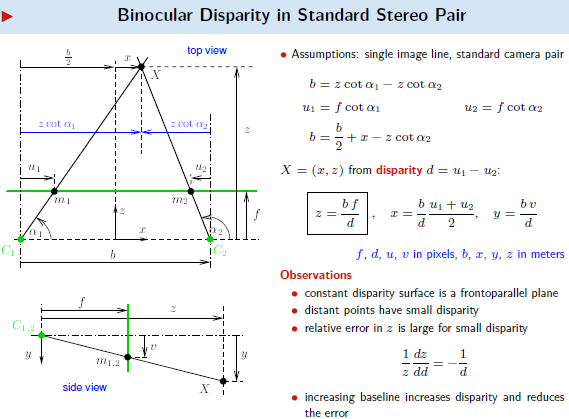 Binocular Disparity in Standard Stereo Pair
top view
b/2
x
X
z cot α1
z cot α2
z
u1
u2
m1
m2
f
z
x
α1
α2
C1
C2
b
f
z
C1,2
y
v
y
m1,2
X
side view
• Assumptions: single image line, standard camera pair
b = z cot α1 − z cot α2
u1 = f cot α1 u2 = f cot α2
b = b/2 + x − z cot α2
X = (x, z) from disparity d = u1 − u2:
z = b f/d , x = b/d (u1 + u2)/2, y = b v/d
f, d, u, v in pixels, b, x, y, z in meters
Observations
• constant disparity surface is a frontoparallel plane
• distant points have small disparity
• relative error in z is large for small disparity
1/z dz/dd = − 1/d
• increasing baseline increases disparity and reduces
the error